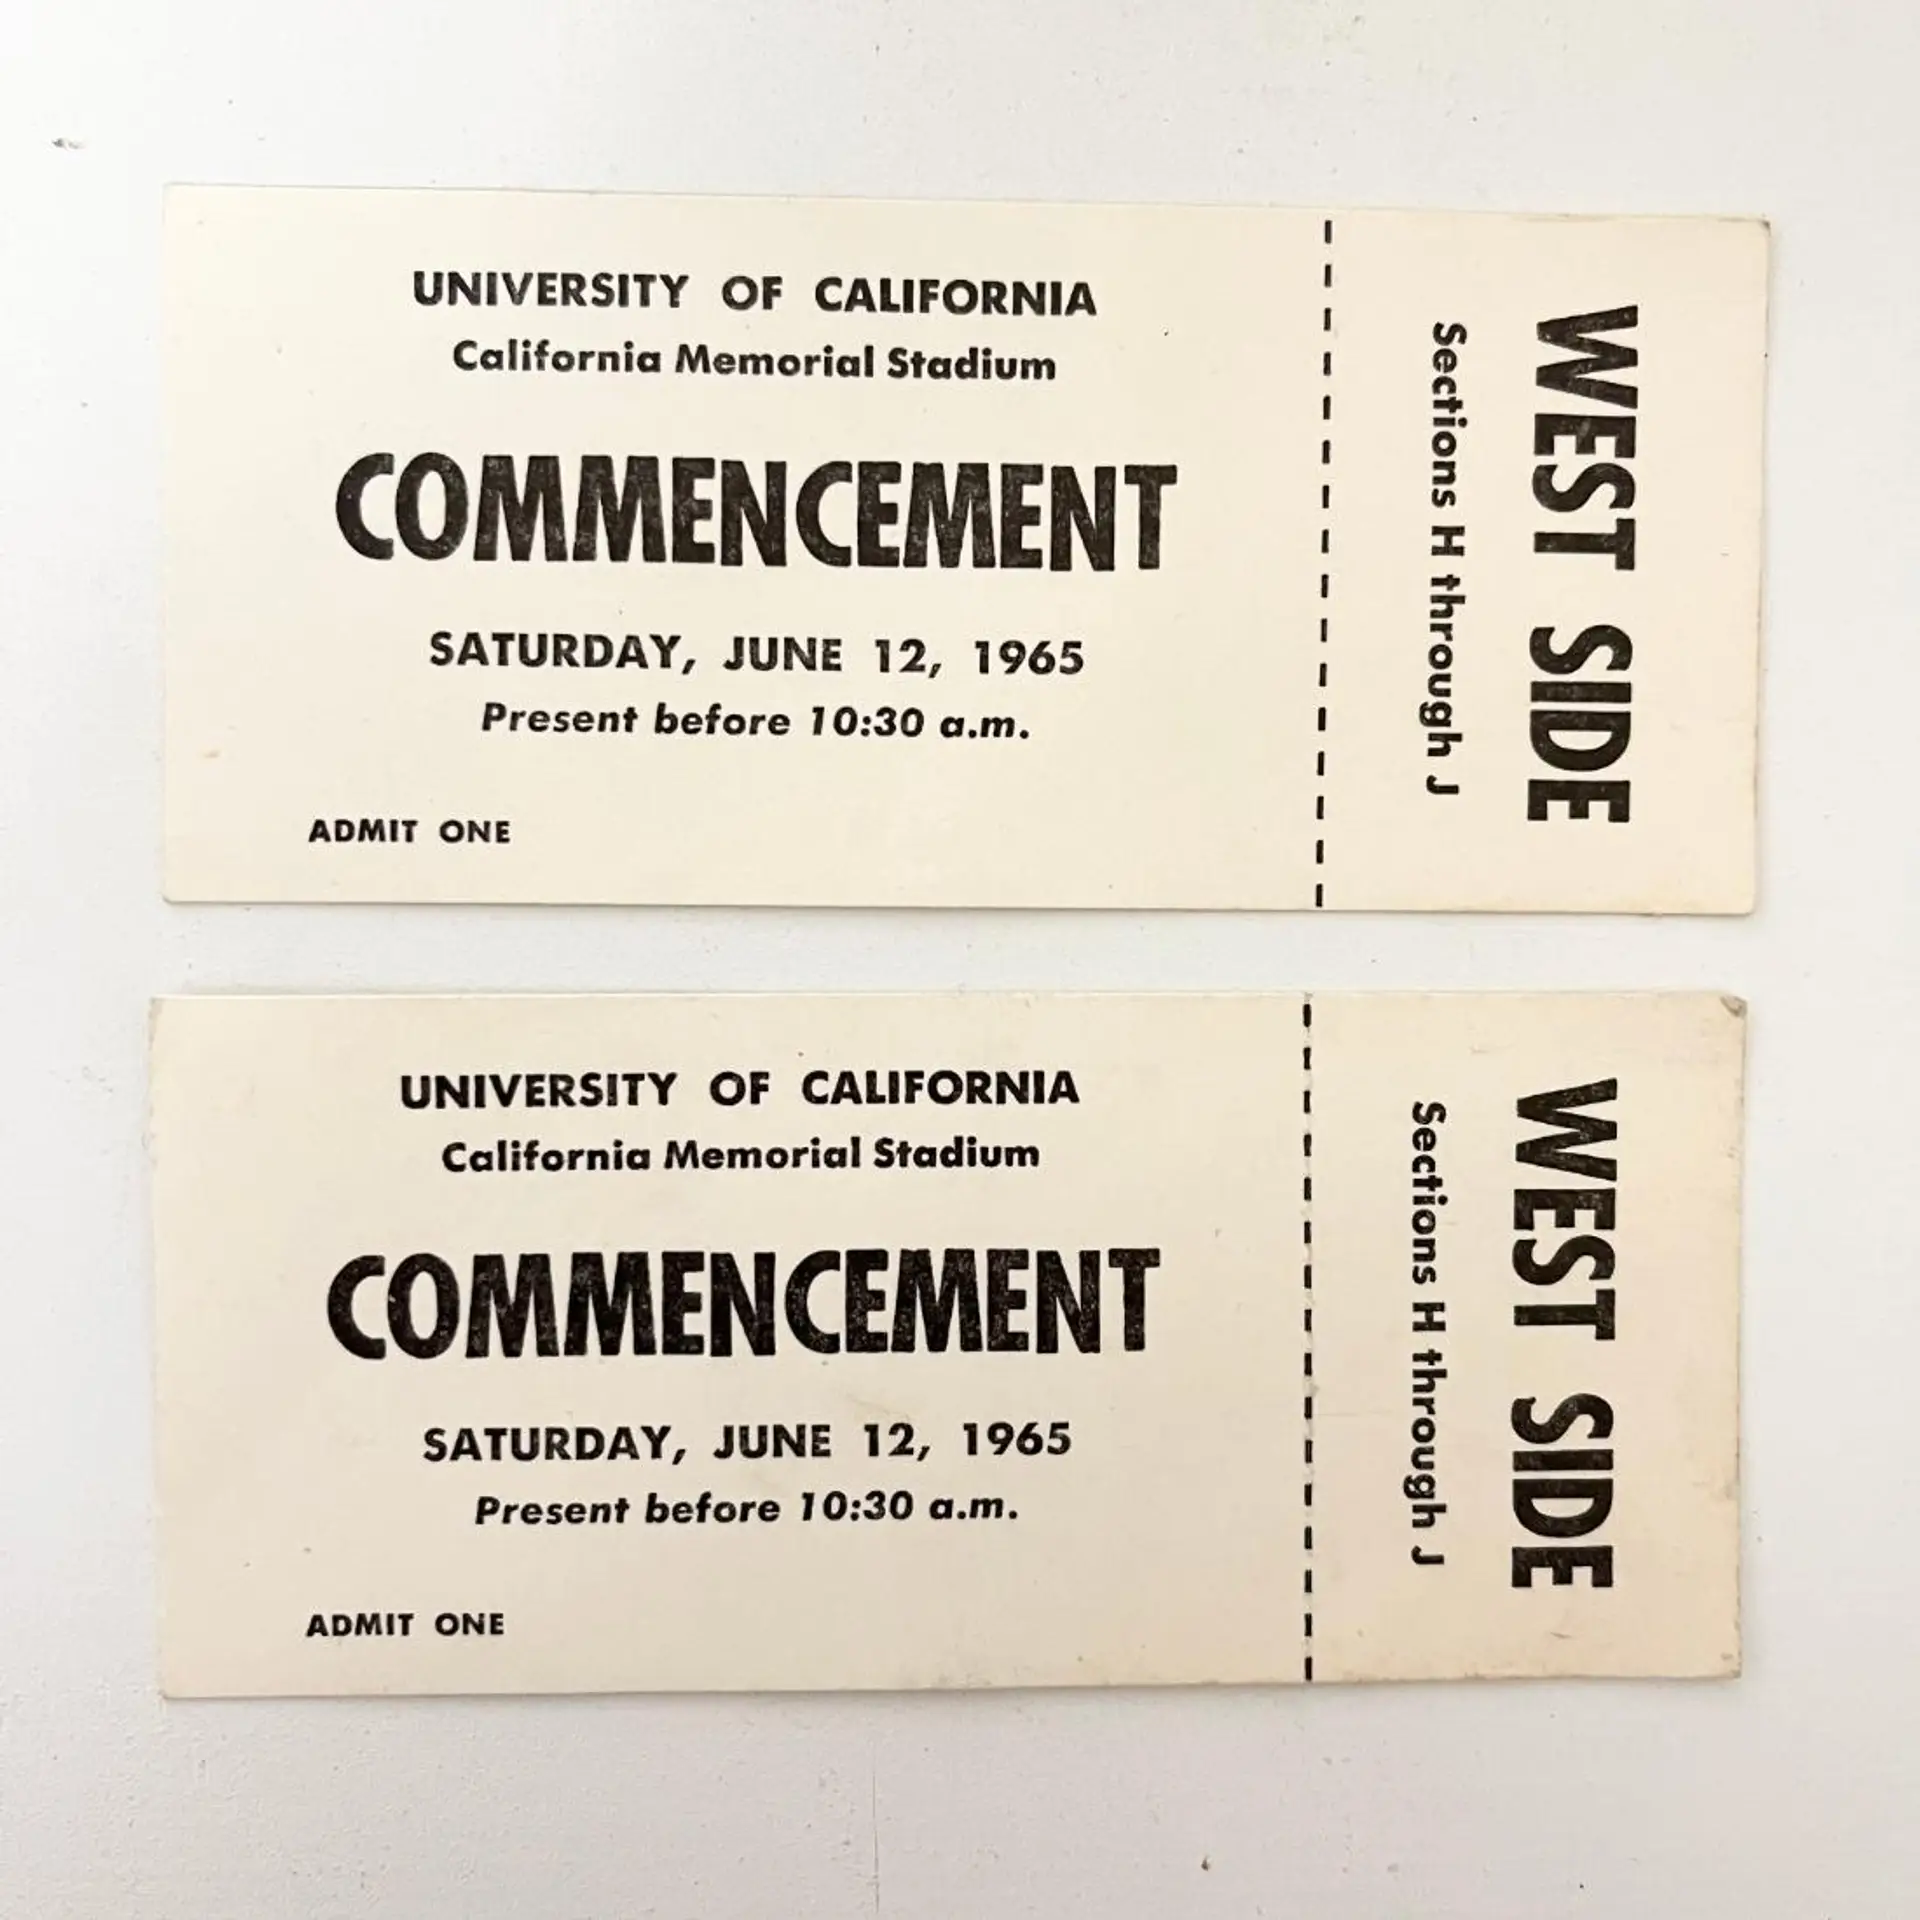 UNIVERSITY OF CALIFORNIA
California Memorial Stadium
COMMENCEMENT
SATURDAY, JUNE 12, 1965
Present before 10:30 a.m.
ADMIT ONE
WEST SIDE
Sections H through J
UNIVERSITY OF CALIFORNIA
California Memorial Stadium
COMMENCEMENT
SATURDAY, JUNE 12, 1965
Present before 10:30 a.m.
ADMIT ONE
WEST SIDE
Sections H through J